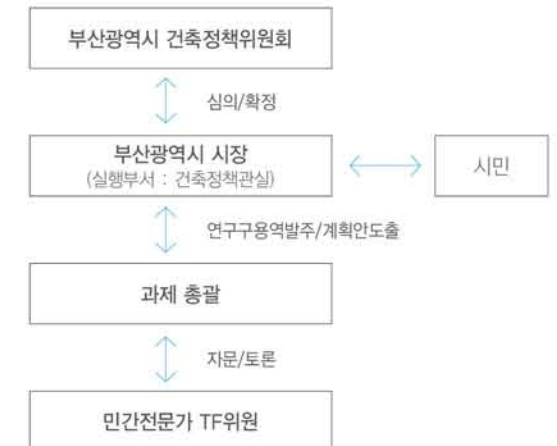 부산광역시 건축정책위원회
심의/확정
부산광역시 시장
(실행부서 : 건축정책관실)
시민
연구구용역발주/계획안도출
과제 총괄
자문/토론
민간전문가 TF위원